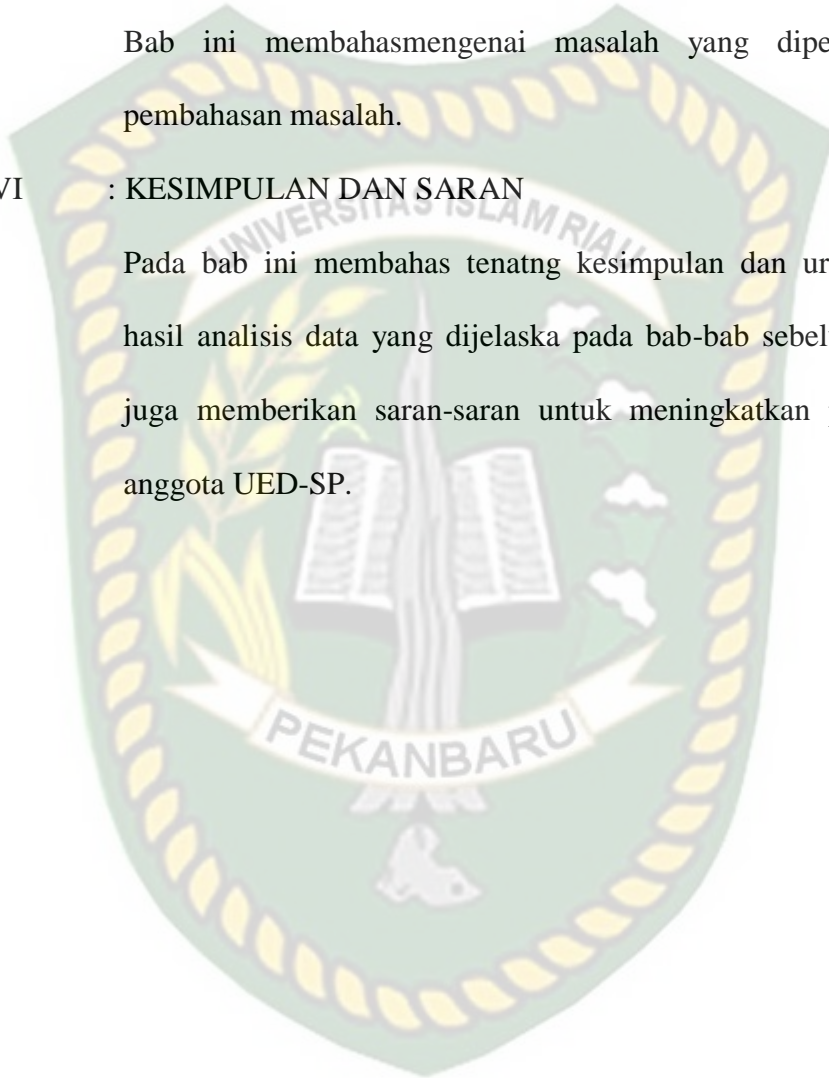 Bab ini membahasmengenai masalah yang dipe
pembahasan masalah.
VI : KESIMPULAN DAN SARAN
UNIVERSITAS ISLAM RIAU
Pada bab ini membahas tenatng kesimpulan dan ur
hasil analisis data yang dijelaska pada bab-bab sebel
juga memberikan saran-saran untuk meningkatkan
anggota UED-SP.
PEKANBARU